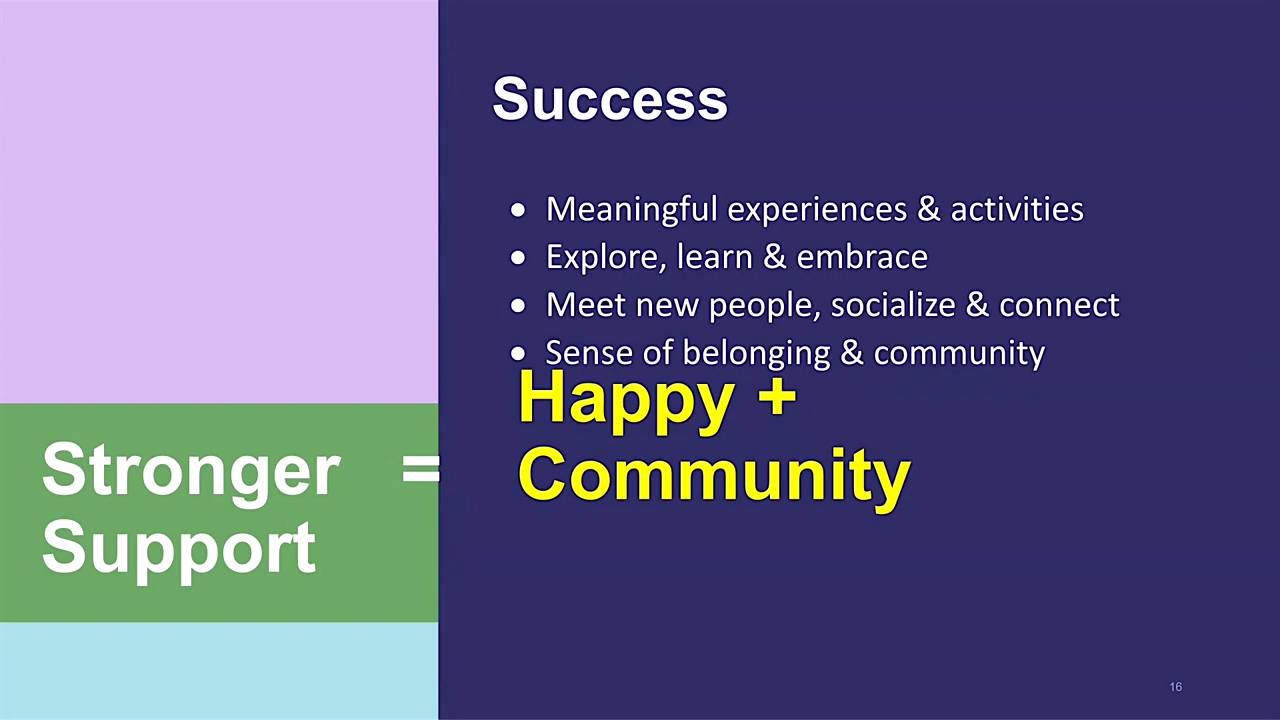 Success
• Meaningful experiences & activities
• Explore, learn & embrace
• Meet new people, socialize & connect
• Sense of belonging & community
Happy +
Community
Stronger =
Support
16